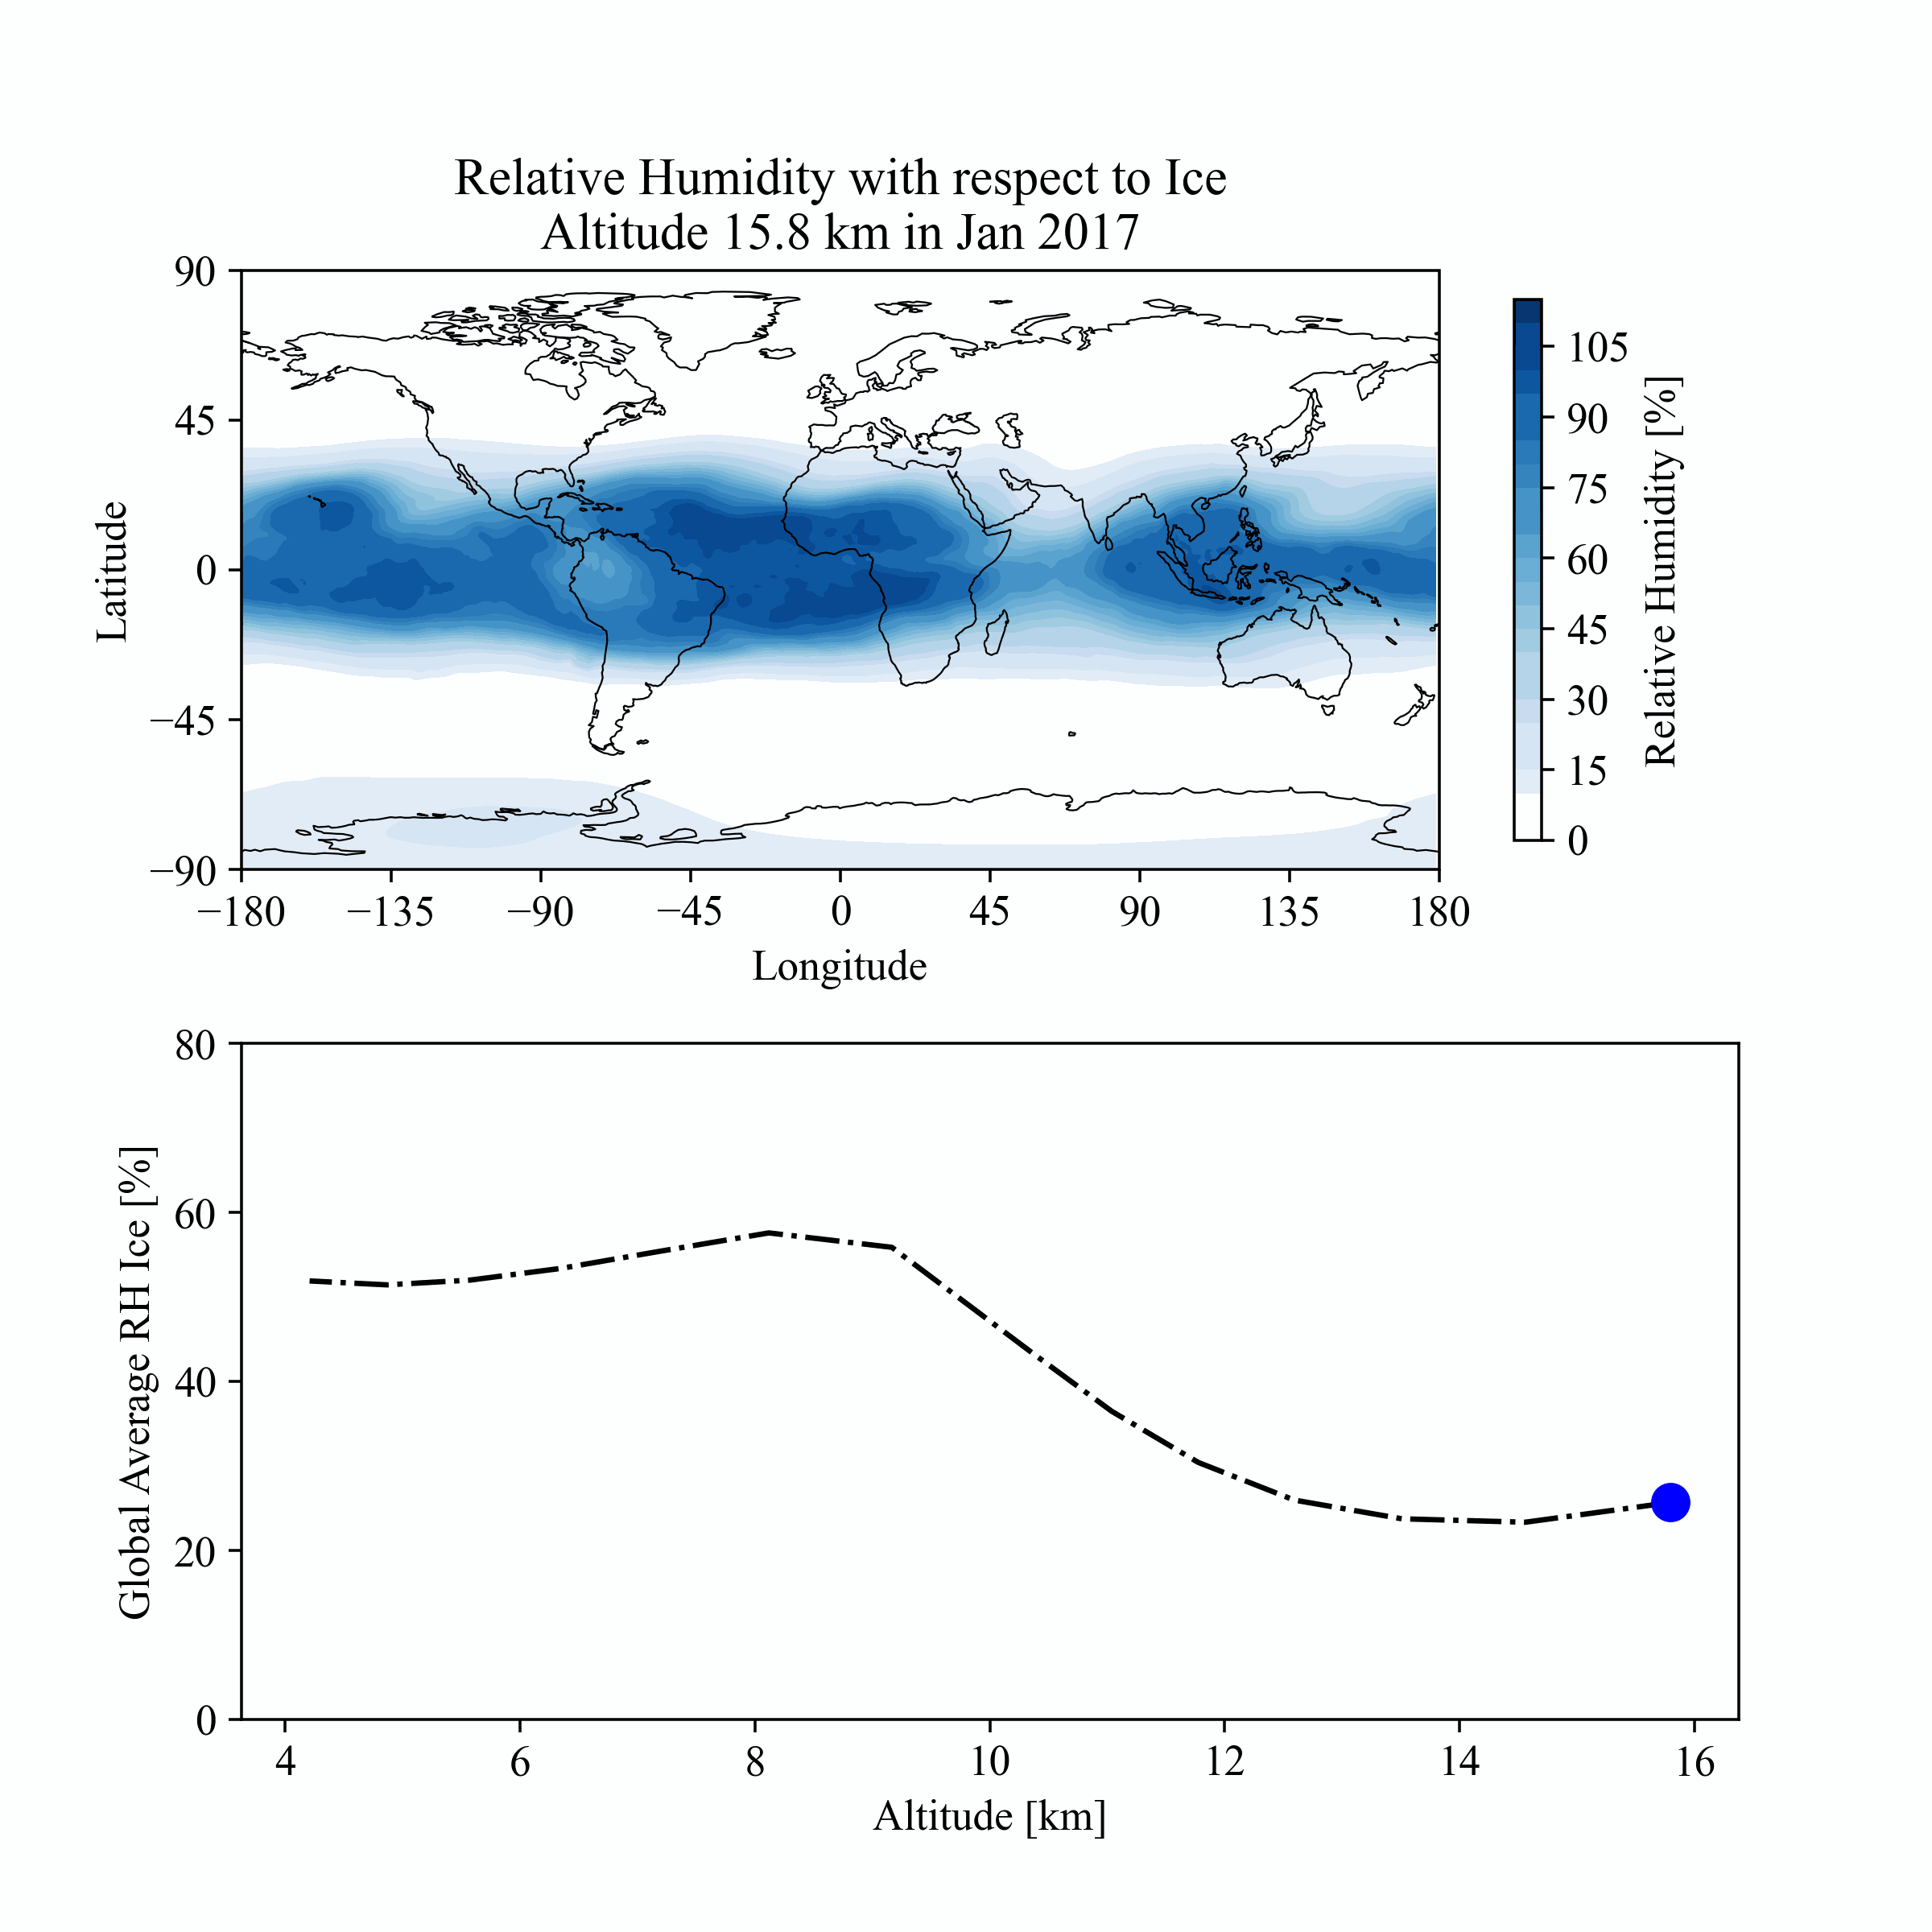 Relative Humidity with respect to Ice
Altitude 15.8 km in Jan 2017
90
45
0
−45
−90
Latitude
−180 −135 −90 −45 0 45 90 135 180
Longitude
105
90
75
60
45
30
15
0
Relative Humidity [%]
80
60
40
20
0
Global Average RH Ice [%]
4 6 8 10 12 14 16
Altitude [km]